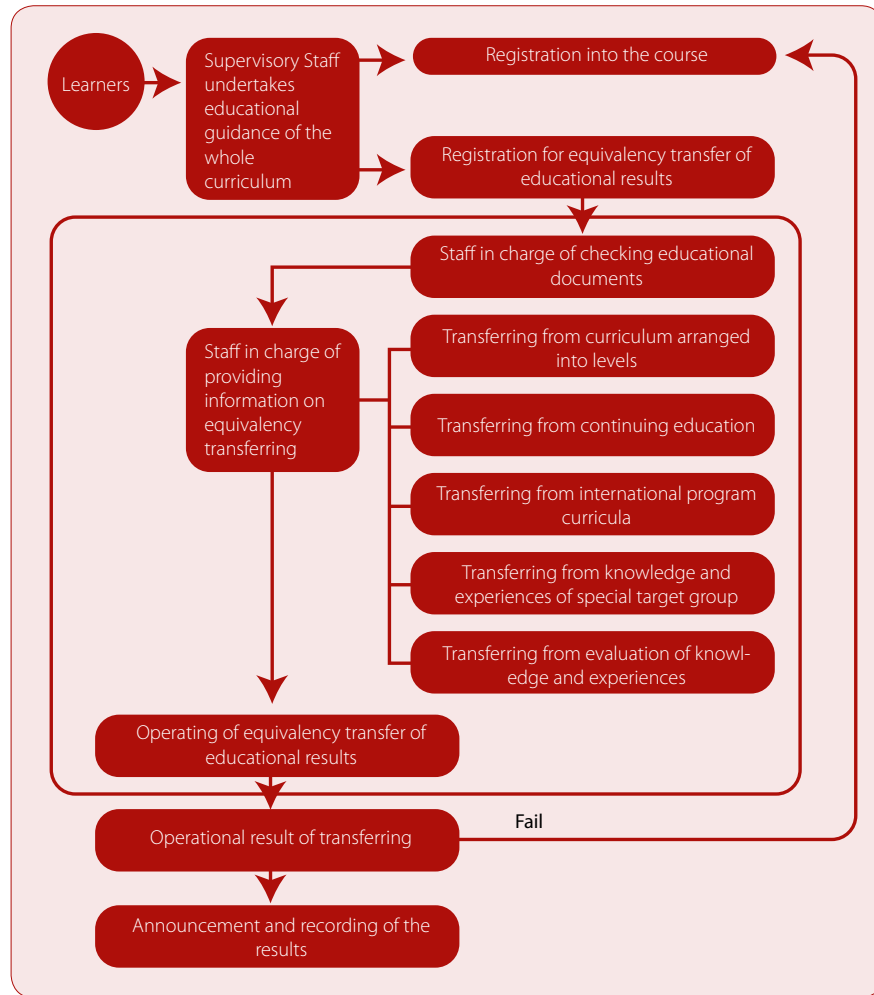 Learners
Supervisory Staff
undertakes
educational
guidance of the
whole
curriculum
Registration into the course
Registration for equivalency transfer of
educational results
Staff in charge of checking educational
documents
Staff in charge of
providing
information on
equivalency
transferring
Transferring from curriculum arranged
into levels
Transferring from continuing education
Transferring from international program
curricula
Transferring from knowledge and
experiences of special target group
Transferring from evaluation of knowl-
edge and experiences
Operating of equivalency transfer of
educational results
Operational result of transferring
Fail
Announcement and recording of the
results